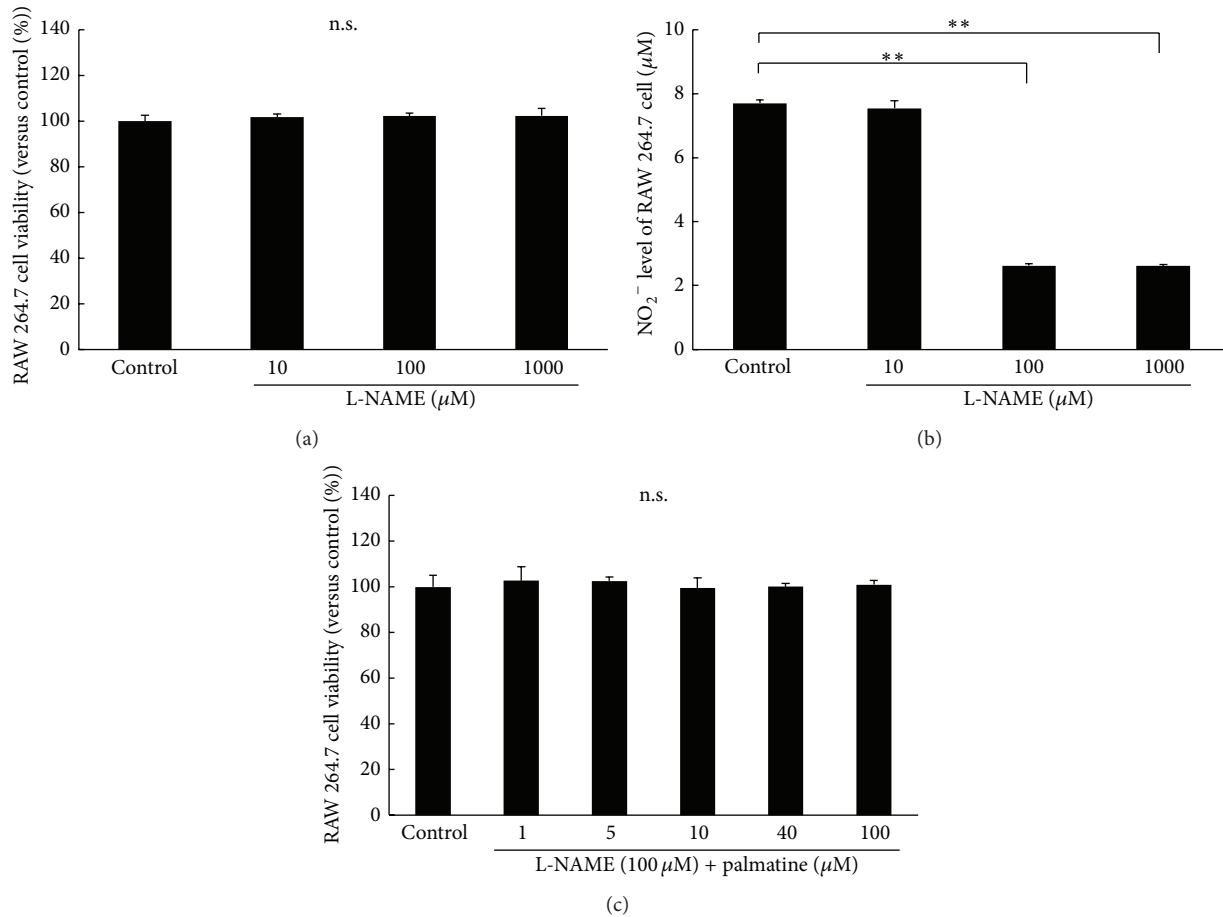 RAW 264.7 cell viability (versus control (%))
140
120
100
80
60
40
20
0
n.s.
Control
10
100
1000
L-NAME (μM)
(a)
NO₂⁻ level of RAW 264.7 cell (μM)
10
8
6
4
2
0
**
**
Control
10
100
1000
L-NAME (μM)
(b)
RAW 264.7 cell viability (versus control (%))
140
120
100
80
60
40
20
0
n.s.
Control
1
5
10
40
100
L-NAME (100 μM) + palmatine (μM)
(c)